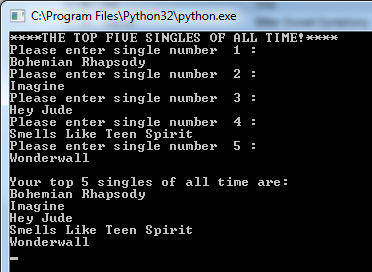 C:\Program Files\Python32\python.exe
****THE TOP FIVE SINGLES OF ALL TIME!****
Please enter single number  1 :
Bohemian Rhapsody
Please enter single number  2 :
Imagine
Please enter single number  3 :
Hey Jude
Please enter single number  4 :
Smells Like Teen Spirit
Please enter single number  5 :
Wonderwall
Your top 5 singles of all time are:
Bohemian Rhapsody
Imagine
Hey Jude
Smells Like Teen Spirit
Wonderwall